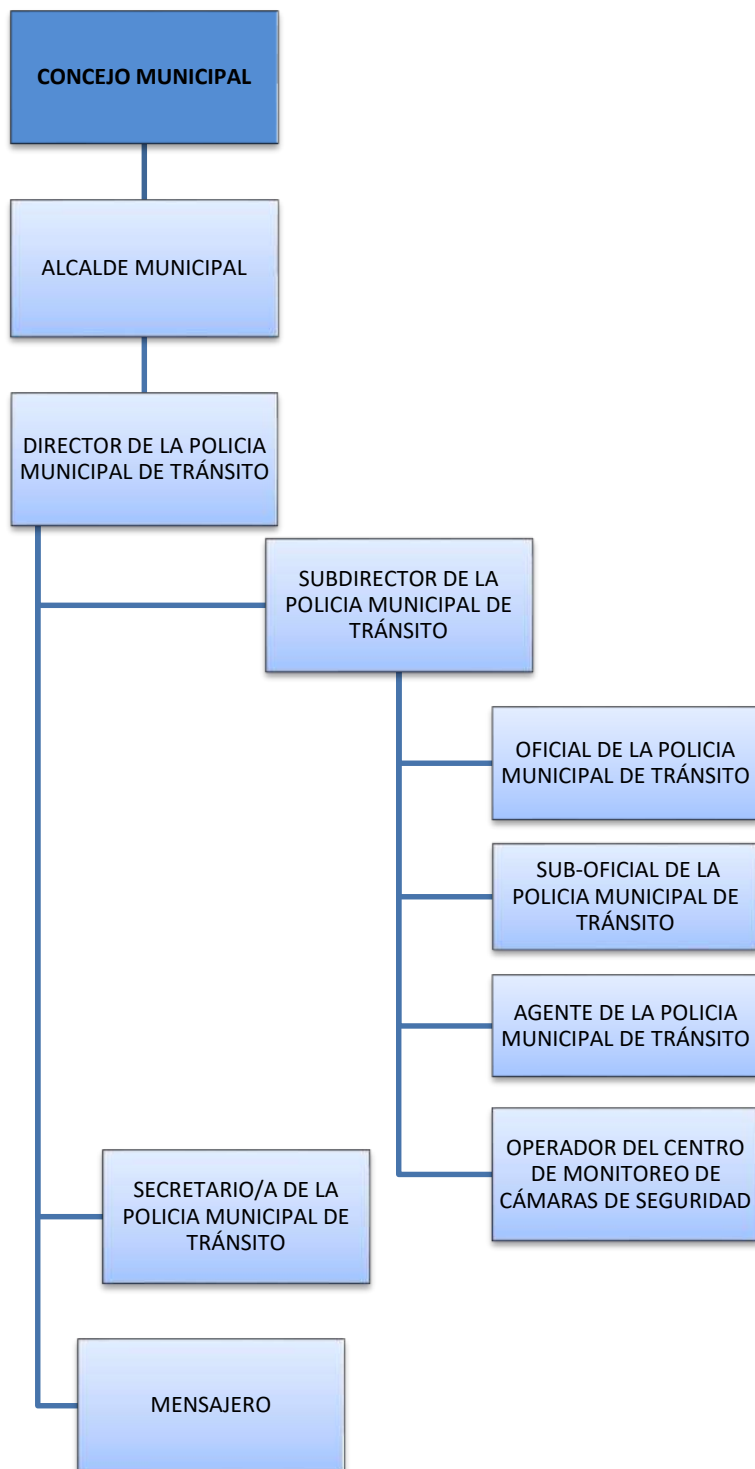 CONCEJO MUNICIPAL
ALCALDE MUNICIPAL
DIRECTOR DE LA POLICIA
MUNICIPAL DE TRÁNSITO
SUBDIRECTOR DE LA
POLICIA MUNICIPAL DE
TRÁNSITO
OFICIAL DE LA POLICIA
MUNICIPAL DE TRÁNSITO
SUB-OFICIAL DE LA
POLICIA MUNICIPAL DE
TRÁNSITO
AGENTE DE LA POLICIA
MUNICIPAL DE TRÁNSITO
OPERADOR DEL CENTRO
DE MONITOREO DE
CÁMARAS DE SEGURIDAD
SECRETARIO/A DE LA
POLICIA MUNICIPAL DE
TRÁNSITO
MENSAJERO